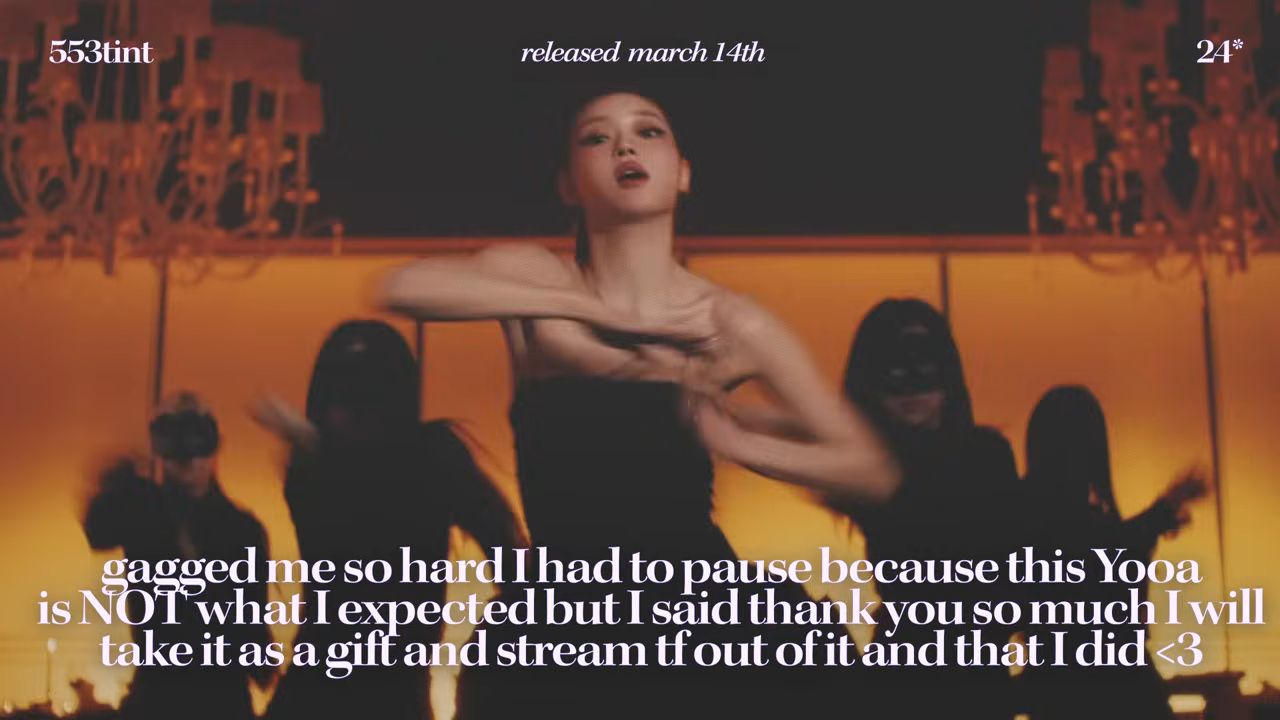 553tint
released march 14th
24*
gagged me so hard I had to pause because this Yooa
is NOT what I expected but I said thank you so much I will
take it as a gift and stream tf out of it and that I did <3